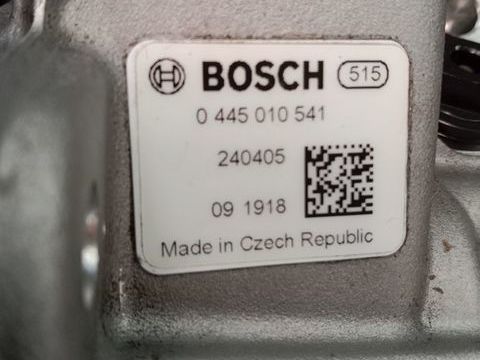 BOSCH 515
0 445 010 541
240405
09 1918
Made in Czech Republic